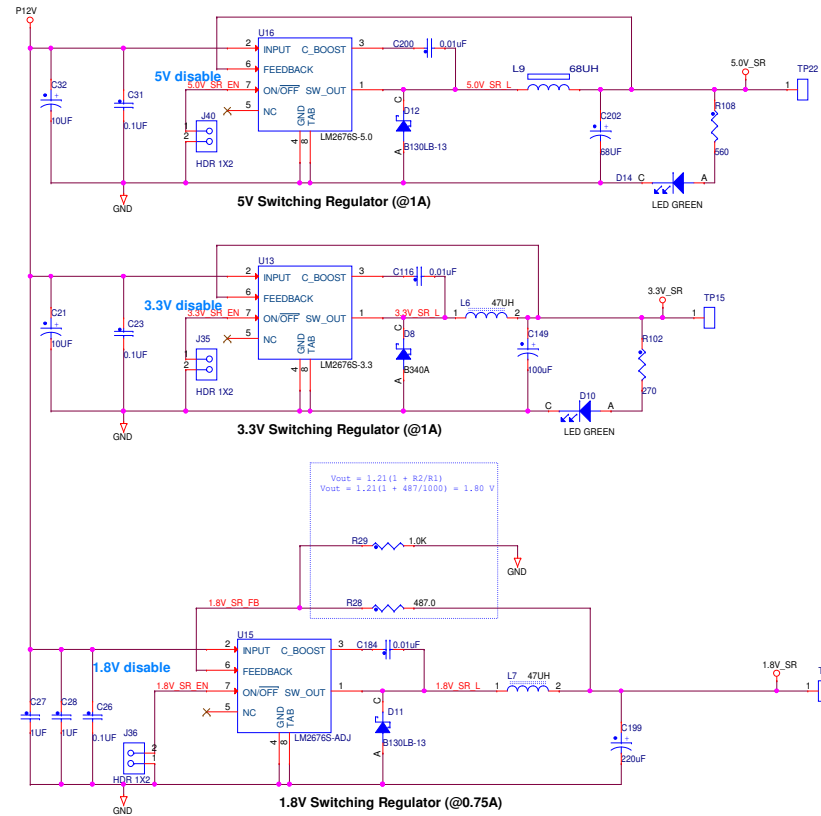 P12V
U16
2 INPUT C_BOOST 3
C200 0.01uF
6 FEEDBACK
5V disable
5.0V_SR_EN 7 ON/OFF SW_OUT 1
5.0V_SR_L
L9 68UH
5.0V_SR
TP22
1
5 NC
GND
TAB
4 8
LM2676S-5.0
C32
10UF
C31
0.1UF
J40
1
2
HDR 1X2
C
D12
A
B130LB-13
C202
68UF
R108
560
D14 C A
LED GREEN
GND
5V Switching Regulator (@1A)
U13
2 INPUT C_BOOST 3
C116 0.01uF
6 FEEDBACK
3.3V disable
3.3V_SR_EN 7 ON/OFF SW_OUT 1
3.3V_SR_L
1 L6 47UH 2
3.3V_SR
TP15
1
5 NC
GND
TAB
4 8
LM2676S-3.3
C21
10UF
C23
0.1UF
J35
1
2
HDR 1X2
C
D8
A
B340A
C149
100uF
R102
270
D10
C A
LED GREEN
GND
3.3V Switching Regulator (@1A)
Vout = 1.21(1 + R2/R1)
Vout = 1.21(1 + 487/1000) = 1.80 V
R29 1.0K
GND
1.8V_SR_FB
R28 487.0
U15
2 INPUT C_BOOST 3
C184 0.01uF
6 FEEDBACK
1.8V disable
1.8V_SR_EN 7 ON/OFF SW_OUT 1
1.8V_SR_L
1 L7 47UH 2
1.8V_SR
1
T
5 NC
GND
TAB
4 8
LM2676S-ADJ
C27
1UF
C28
1UF
C26
0.1UF
J36
2
1
HDR 1X2
C
D11
A
B130LB-13
C199
220uF
GND
1.8V Switching Regulator (@0.75A)